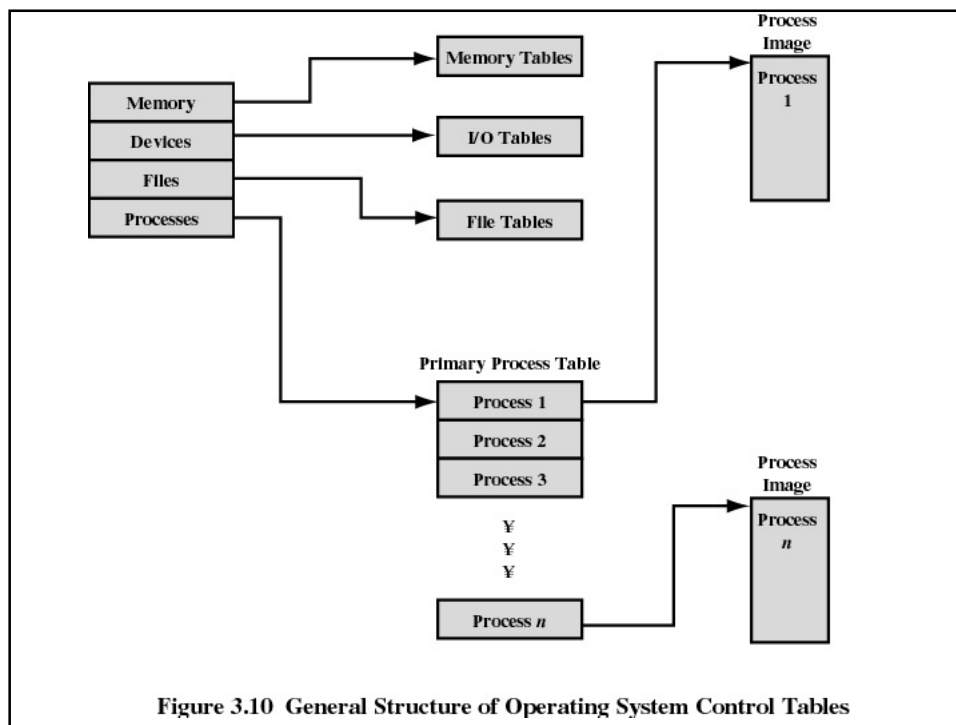 Memory
Devices
Files
Processes
Memory Tables
I/O Tables
File Tables
Primary Process Table
Process 1
Process 2
Process 3
¥
¥
¥
Process n
Process
Image
Process
1
Process
Image
Process
n
Figure 3.10 General Structure of Operating System Control Tables